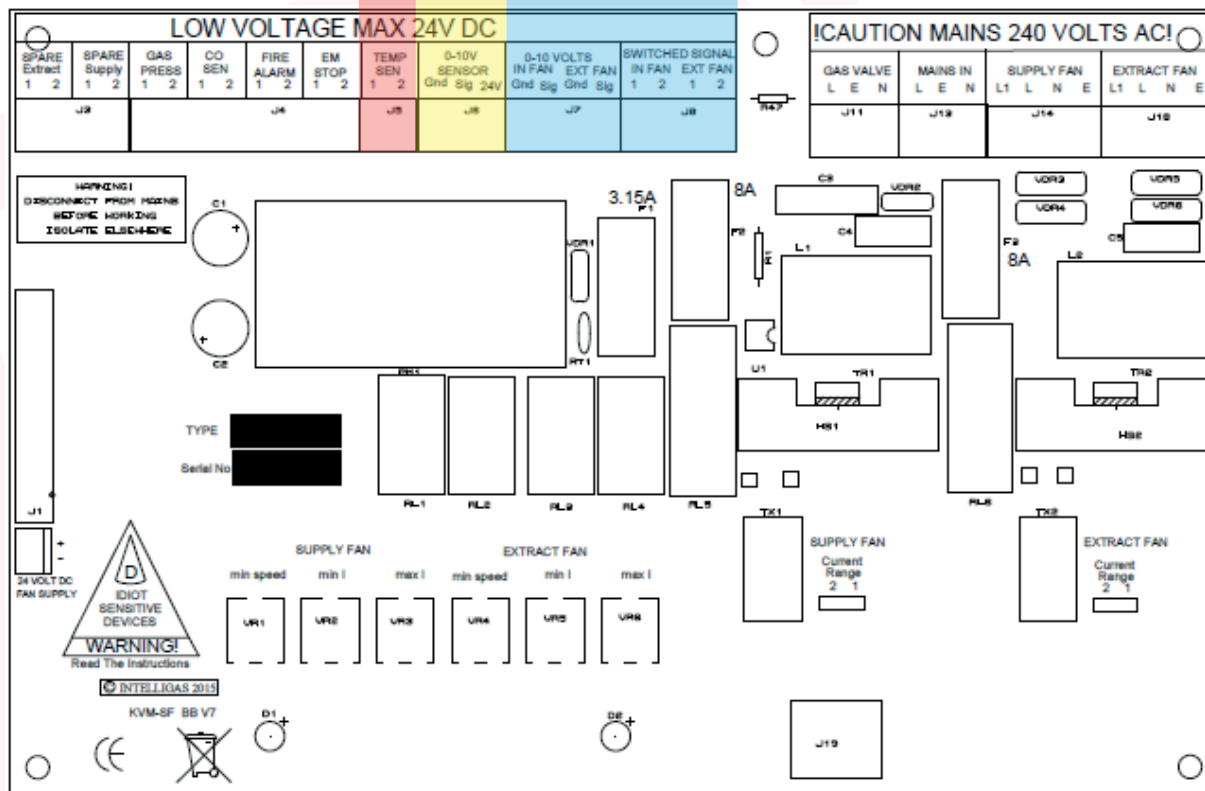 LOW VOLTAGE MAX 24V DC
!CAUTION MAINS 240 VOLTS AC!
SPARE SPARE GAS CO FIRE EM TEMP 0-10V 0-10 VOLTS SWITCHED SIGNAL
Extract Supply PRESS SEN ALARM STOP SEN SENSOR IN FAN EXT FAN IN FAN EXT FAN
1 2 1 2 1 2 1 2 1 2 1 2 1 2 Gnd Sig 24V Gnd Sig Gnd Sig 1 2 1 2
J3 J4 J5 J6 J7 J8
GAS VALVE MAINS IN SUPPLY FAN EXTRACT FAN
L E N L E N L1 L N E L1 L N E
R47 J11 J13 J14 J18
WARNING!
DISCONNECT FROM MAINS
BEFORE WORKING
ISOLATE ELSEWHERE
C1
3.15A
F1
8A
F2
C3
VDR2
VDR3
VDR5
VDR4
VDR6
C4
C5
VDR1
R1
L1
F3
8A
L2
C2
RT1
U1
TR1
TR2
HS1
HS2
TYPE
Serial No
RL1 RL2 RL3 RL4 RL5 RL6
J1
TX1
TX2
+
-
24 VOLT DC
FAN SUPPLY
D
IDIOT
SENSITIVE
DEVICES
WARNING!
Read The Instructions
SUPPLY FAN EXTRACT FAN
min speed min I max I min speed min I max I
VR1 VR2 VR3 VR4 VR5 VR6
SUPPLY FAN
Current
Range
2 1
EXTRACT FAN
Current
Range
2 1
© INTELLIGAS 2015
KVM-SF BB V7
CE
D1
D2
J19